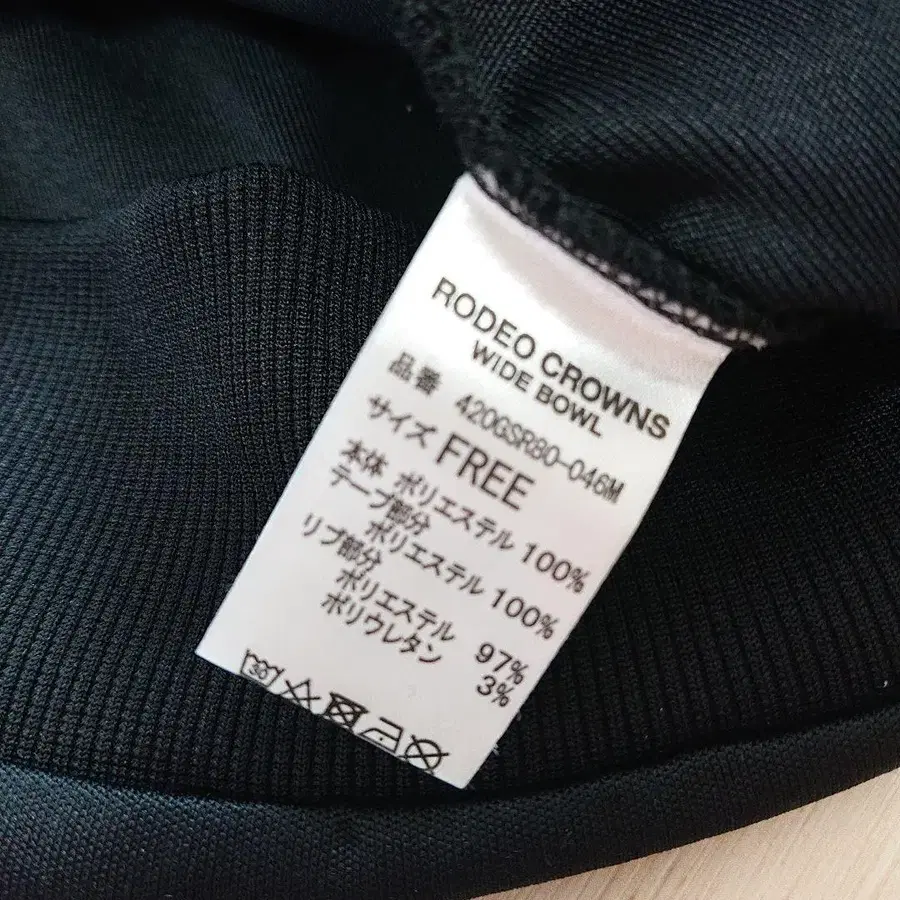 RODEO CROWNS
WIDE BOWL
品番 420GSR80-046M
サイズ FREE
本体 ポリエステル 100%
テープ部分
ポリエステル 100%
リブ部分
ポリエステル 97%
ポリウレタン 3%
30